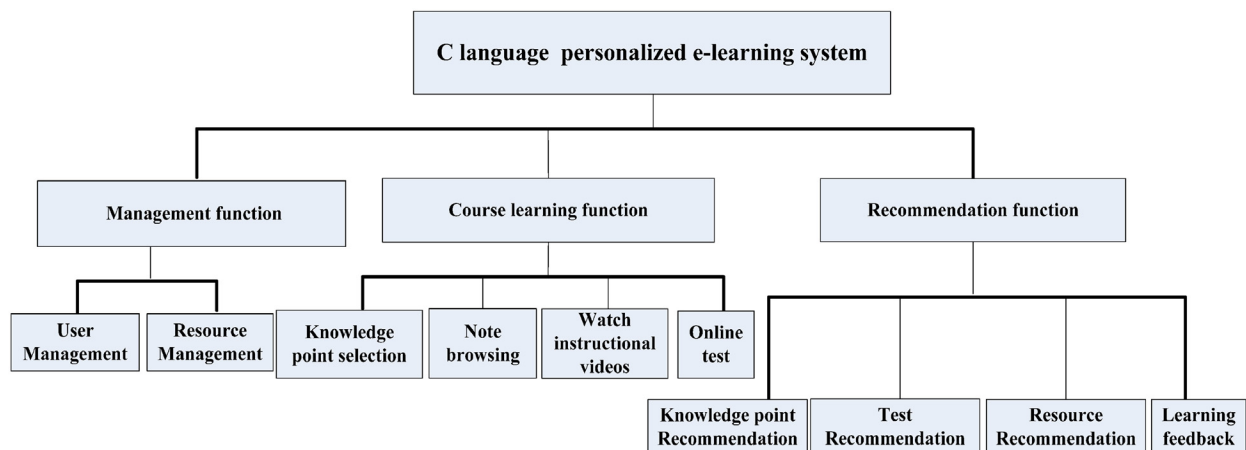 C language personalized e-learning system
Management function
Course learning function
Recommendation function
User
Management
Resource
Management
Knowledge
point selection
Note
browsing
Watch
instructional
videos
Online
test
Knowledge point
Recommendation
Test
Recommendation
Resource
Recommendation
Learning
feedback